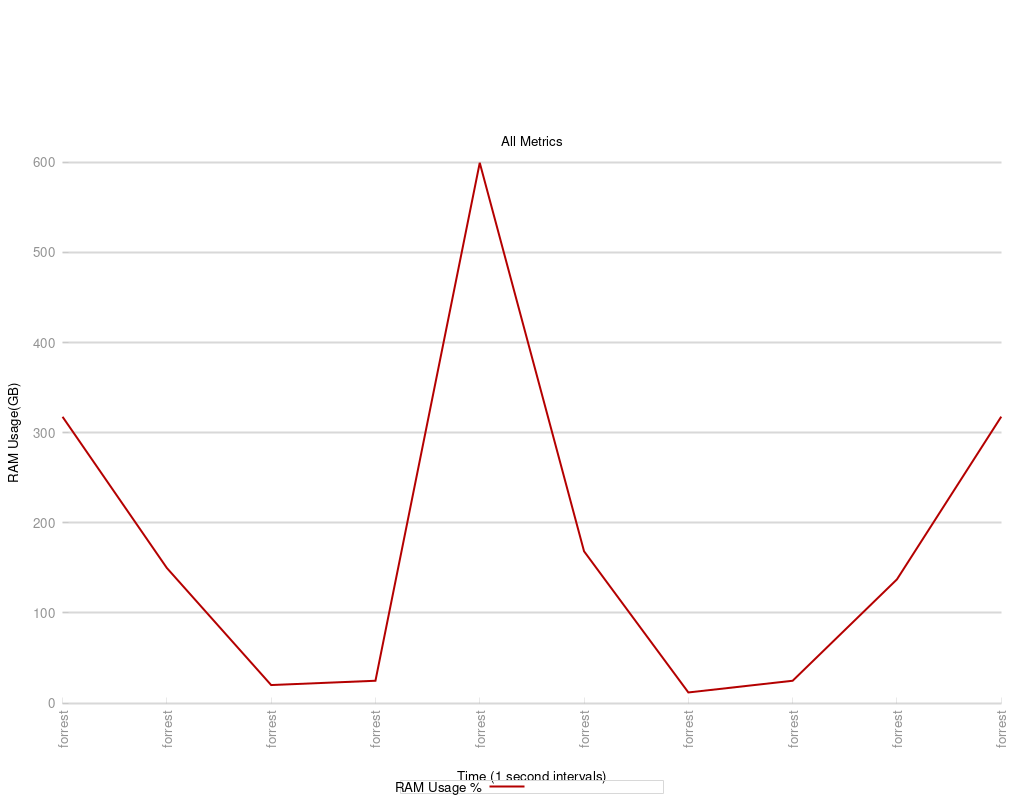 All Metrics
600
500
400
300
200
100
0
RAM Usage(GB)
forrest forrest forrest forrest forrest forrest forrest forrest forrest forrest
Time (1 second intervals)
RAM Usage %